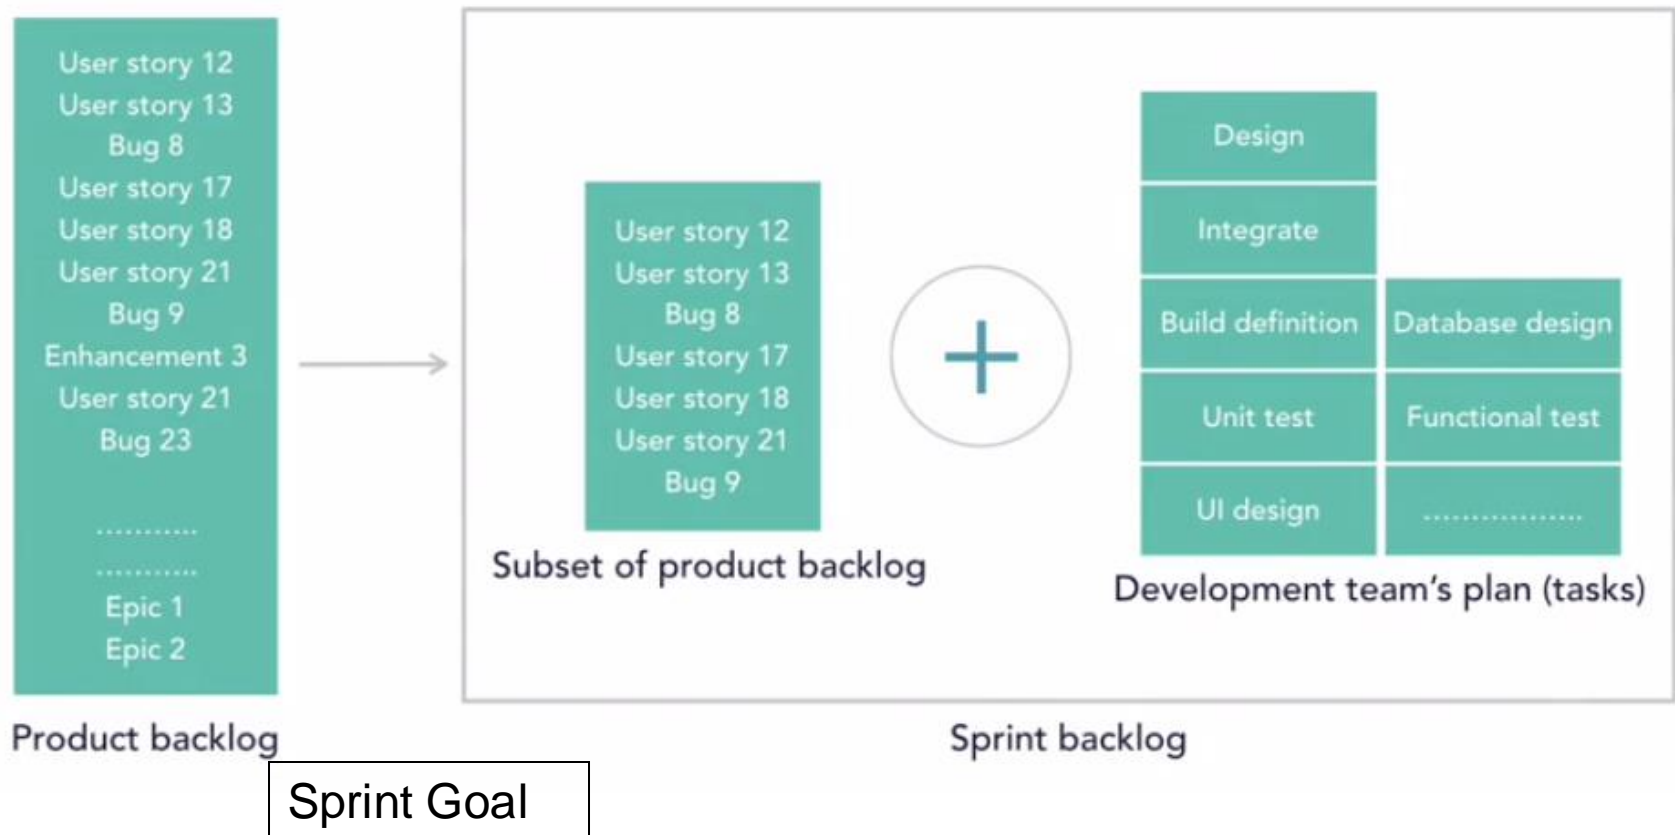 User story 12
User story 13
Bug 8
User story 17
User story 18
User story 21
Bug 9
Enhancement 3
User story 21
Bug 23
...........
...........
Epic 1
Epic 2
Product backlog
User story 12
User story 13
Bug 8
User story 17
User story 18
User story 21
Bug 9
Subset of product backlog
+
Design
Integrate
Build definition
Database design
Unit test
Functional test
UI design
.................
Development team's plan (tasks)
Sprint backlog
Sprint Goal